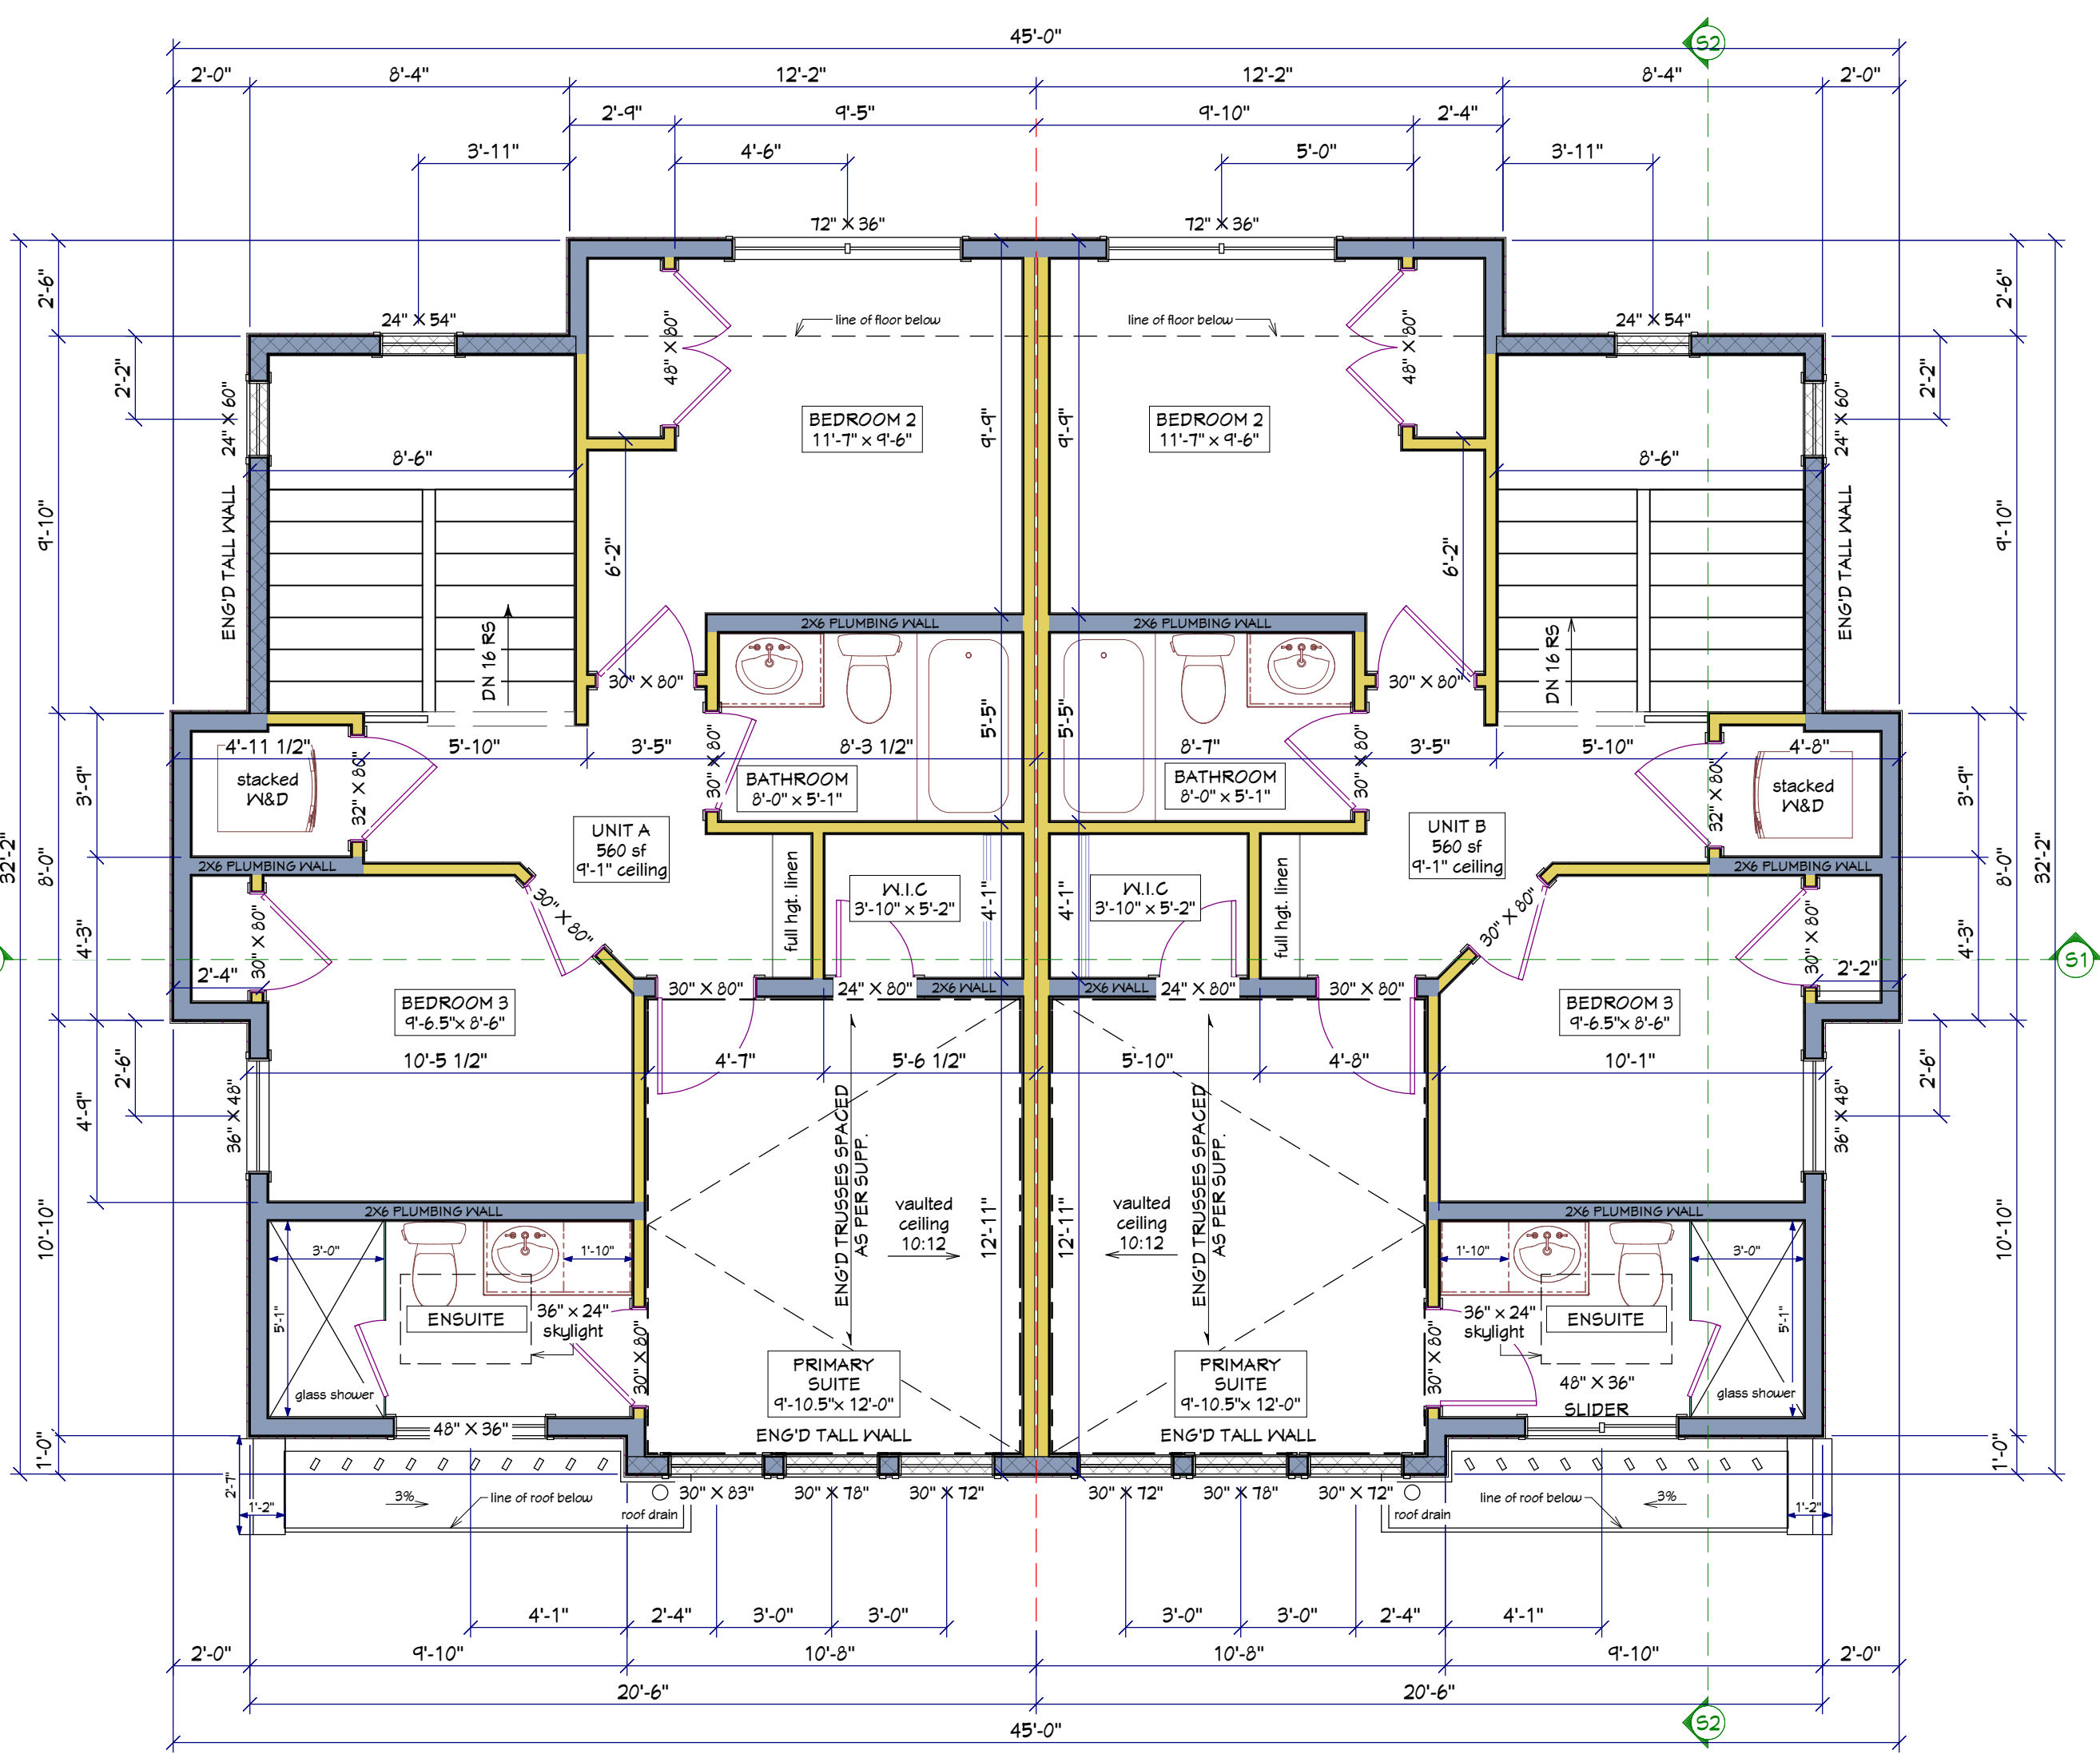 45'-0"
S2
2'-0" 8'-4" 12'-2" 12'-2" 8'-4" 2'-0"
2'-9" 9'-5" 9'-10" 2'-4"
3'-11" 4'-6" 5'-0" 3'-11"
72" X 36" 72" X 36"
2'-6" 2'-6"
24" X 54" 24" X 54"
line of floor below line of floor below
48" X 80" 48" X 80"
2'-2" 2'-2"
24" X 60" 24" X 60"
BEDROOM 2
11'-7" x 9'-6"
BEDROOM 2
11'-7" x 9'-6"
9'-9" 9'-9"
8'-6" 8'-6"
ENG'D TALL WALL ENG'D TALL WALL
9'-10" 9'-10"
6'-2" 6'-2"
DN 16 RS DN 16 RS
2X6 PLUMBING WALL 2X6 PLUMBING WALL
30" X 80" 30" X 80"
5'-5" 5'-5"
4'-11 1/2" 5'-10" 3'-5" 8'-3 1/2" 8'-7" 3'-5" 5'-10" 4'-8"
30" X 80" 30" X 80"
32" X 80" 32" X 80"
stacked
W&D
stacked
W&D
BATHROOM
8'-0" x 5'-1"
BATHROOM
8'-0" x 5'-1"
3'-9" 3'-9"
32'-2" 32'-2"
8'-0" 8'-0"
UNIT A
560 sf
9'-1" ceiling
UNIT B
560 sf
9'-1" ceiling
2X6 PLUMBING WALL 2X6 PLUMBING WALL
full hgt. linen full hgt. linen
W.I.C
3'-10" x 5'-2"
W.I.C
3'-10" x 5'-2"
4'-1" 4'-1"
30" X 80" 30" X 80"
30" X 80" 30" X 80"
4'-3" 4'-3"
S1
2'-4" 2'-2"
30" X 80" 24" X 80" 2X6 WALL 2X6 WALL 24" X 80" 30" X 80"
BEDROOM 3
9'-6.5"x 8'-6"
BEDROOM 3
9'-6.5"x 8'-6"
10'-5 1/2" 4'-7" 5'-6 1/2" 5'-10" 4'-8" 10'-1"
2'-6" 2'-6"
36" X 48" 36" X 48"
4'-9"
ENG'D TRUSSES SPACED
AS PER SUPP.
ENG'D TRUSSES SPACED
AS PER SUPP.
2X6 PLUMBING WALL 2X6 PLUMBING WALL
vaulted
ceiling
10:12
vaulted
ceiling
10:12
12'-11" 12'-11"
10'-10" 10'-10"
3'-0" 1'-10" 1'-10" 3'-0"
5'-1" 5'-1"
ENSUITE
36" x 24"
skylight
36" x 24"
skylight
ENSUITE
30" X 80" 30" X 80"
PRIMARY
SUITE
9'-10.5"x 12'-0"
PRIMARY
SUITE
9'-10.5"x 12'-0"
glass shower glass shower
48" X 36"
SLIDER
48" X 36"
ENG'D TALL WALL ENG'D TALL WALL
1'-0" 1'-0"
2'-7"
1'-2" 3% line of roof below roof drain
30" X 83" 30" X 78" 30" X 72" 30" X 72" 30" X 78" 30" X 72"
roof drain line of roof below 3% 1'-2"
4'-1" 2'-4" 3'-0" 3'-0" 3'-0" 3'-0" 2'-4" 4'-1"
2'-0" 9'-10" 10'-8" 10'-8" 9'-10" 2'-0"
20'-6" 20'-6"
S2
45'-0"